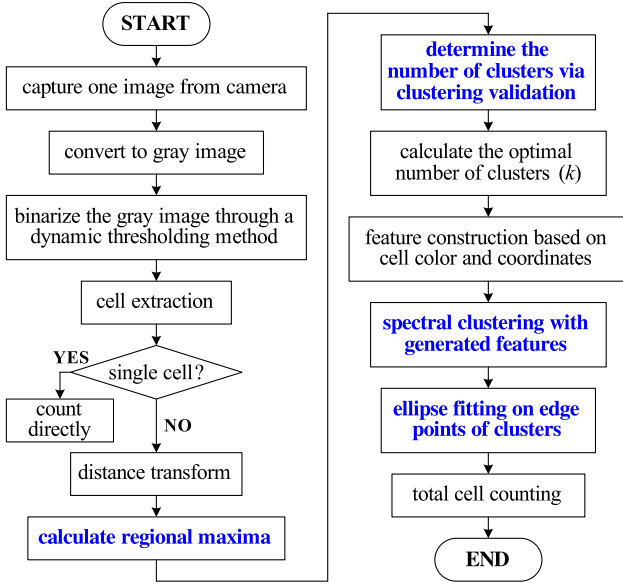 START
capture one image from camera
convert to gray image
binarize the gray image through a
dynamic thresholding method
cell extraction
YES
single cell?
count
directly
NO
distance transform
calculate regional maxima
determine the
number of clusters via
clustering validation
calculate the optimal
number of clusters (k)
feature construction based on
cell color and coordinates
spectral clustering with
generated features
ellipse fitting on edge
points of clusters
total cell counting
END